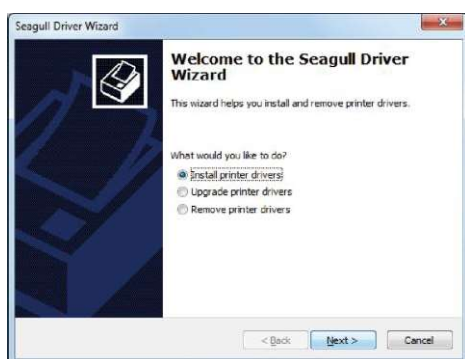 Seagull Driver Wizard
Welcome to the Seagull Driver
Wizard
This wizard helps you install and remove printer drivers.
What would you like to do?
Install printer drivers
Upgrade printer drivers
Remove printer drivers
< Back
Next >
Cancel